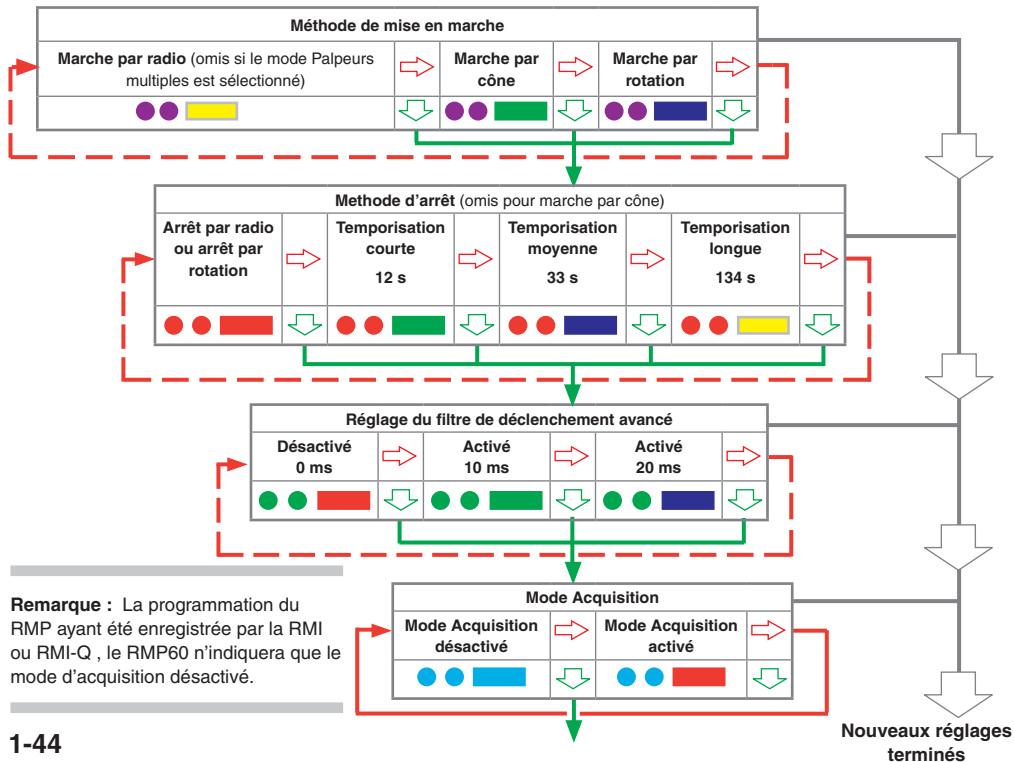 Méthode de mise en marche
Marche par radio (omis si le mode Palpeurs
multiples est sélectionné)
Marche par
cône
Marche par
rotation
Methode d'arrêt (omis pour marche par cône)
Arrêt par radio
ou arrêt par
rotation
Temporisation
courte
12 s
Temporisation
moyenne
33 s
Temporisation
longue
134 s
Réglage du filtre de déclenchement avancé
Désactivé
0 ms
Activé
10 ms
Activé
20 ms
Mode Acquisition
Mode Acquisition
désactivé
Mode Acquisition
activé
Remarque : La programmation du
RMP ayant été enregistrée par la RMI
ou RMI-Q , le RMP60 n'indiquera que le
mode d'acquisition désactivé.
Nouveaux réglages
terminés
1-44